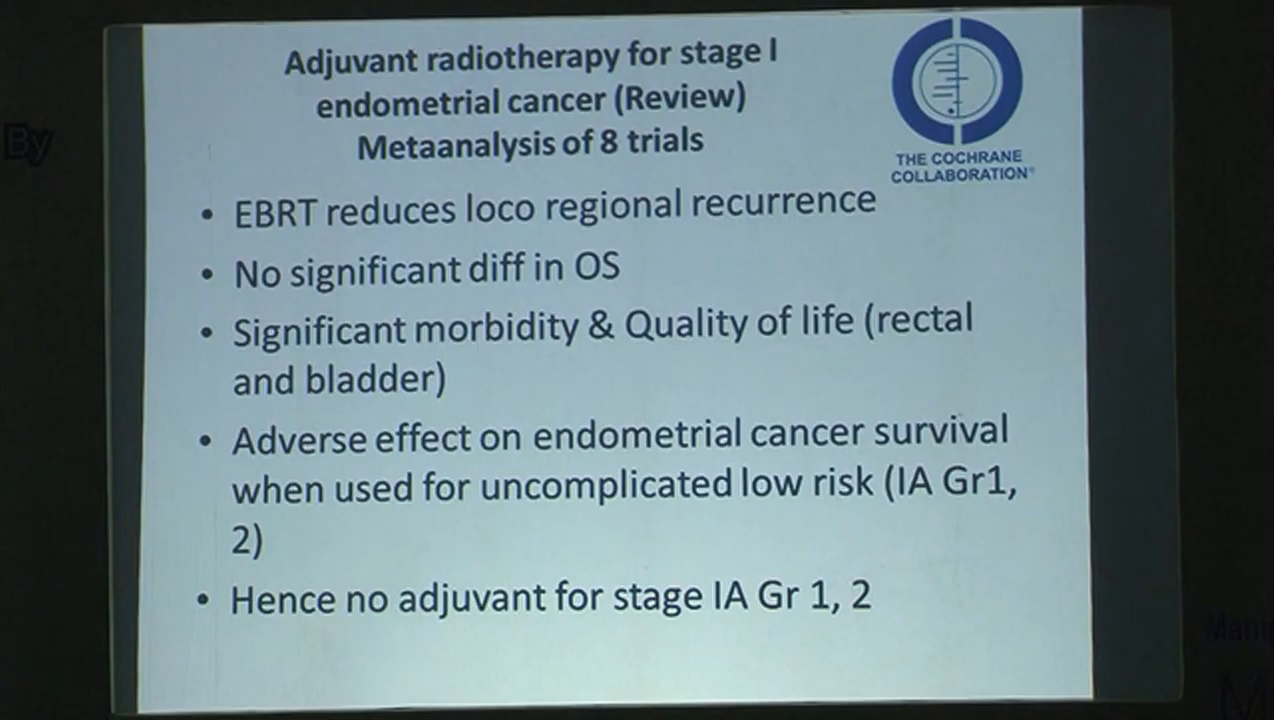 Adjuvant radiotherapy for stage I
endometrial cancer (Review)
Metaanalysis of 8 trials
THE COCHRANE
COLLABORATION®
• EBRT reduces loco regional recurrence
• No significant diff in OS
• Significant morbidity & Quality of life (rectal
and bladder)
• Adverse effect on endometrial cancer survival
when used for uncomplicated low risk (IA Gr1,
2)
• Hence no adjuvant for stage IA Gr 1, 2
By